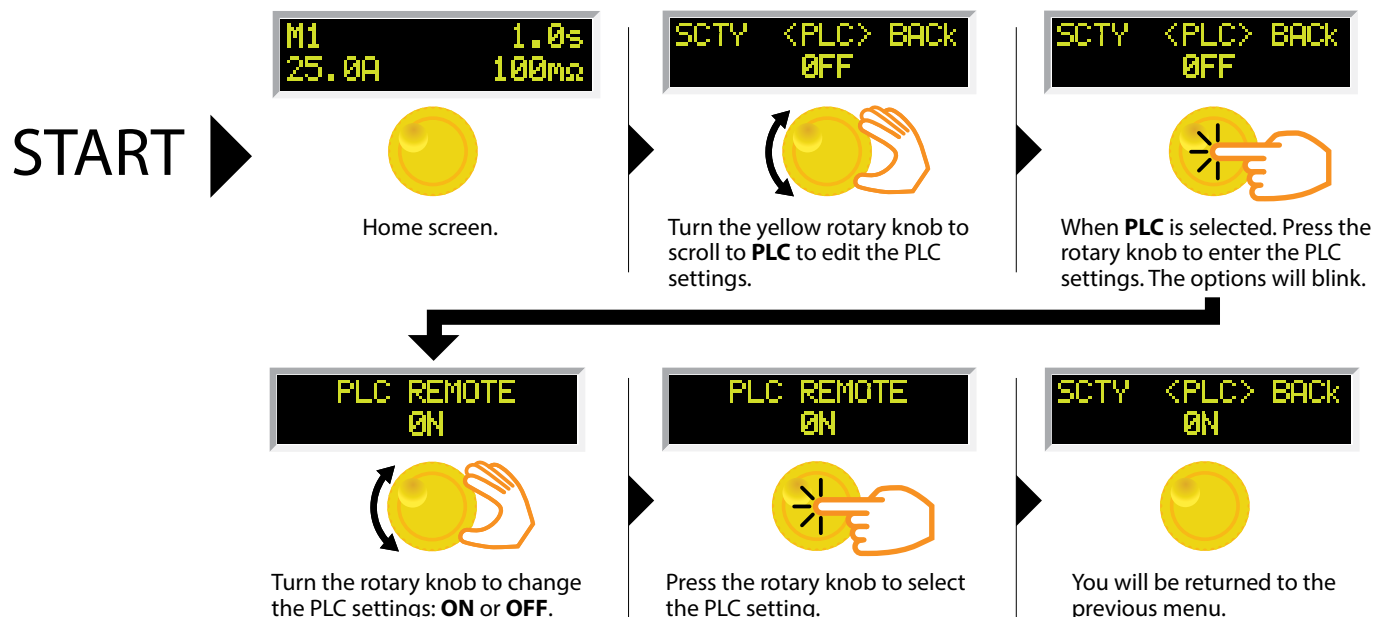 START
M1 1.0s
25.0A 100mΩ
Home screen.
SCTY <PLC> BACk
0FF
Turn the yellow rotary knob to
scroll to PLC to edit the PLC
settings.
SCTY <PLC> BACk
0FF
When PLC is selected. Press the
rotary knob to enter the PLC
settings. The options will blink.
PLC REMOTE
0N
Turn the rotary knob to change
the PLC settings: ON or OFF.
PLC REMOTE
0N
Press the rotary knob to select
the PLC setting.
SCTY <PLC> BACk
0N
You will be returned to the
previous menu.